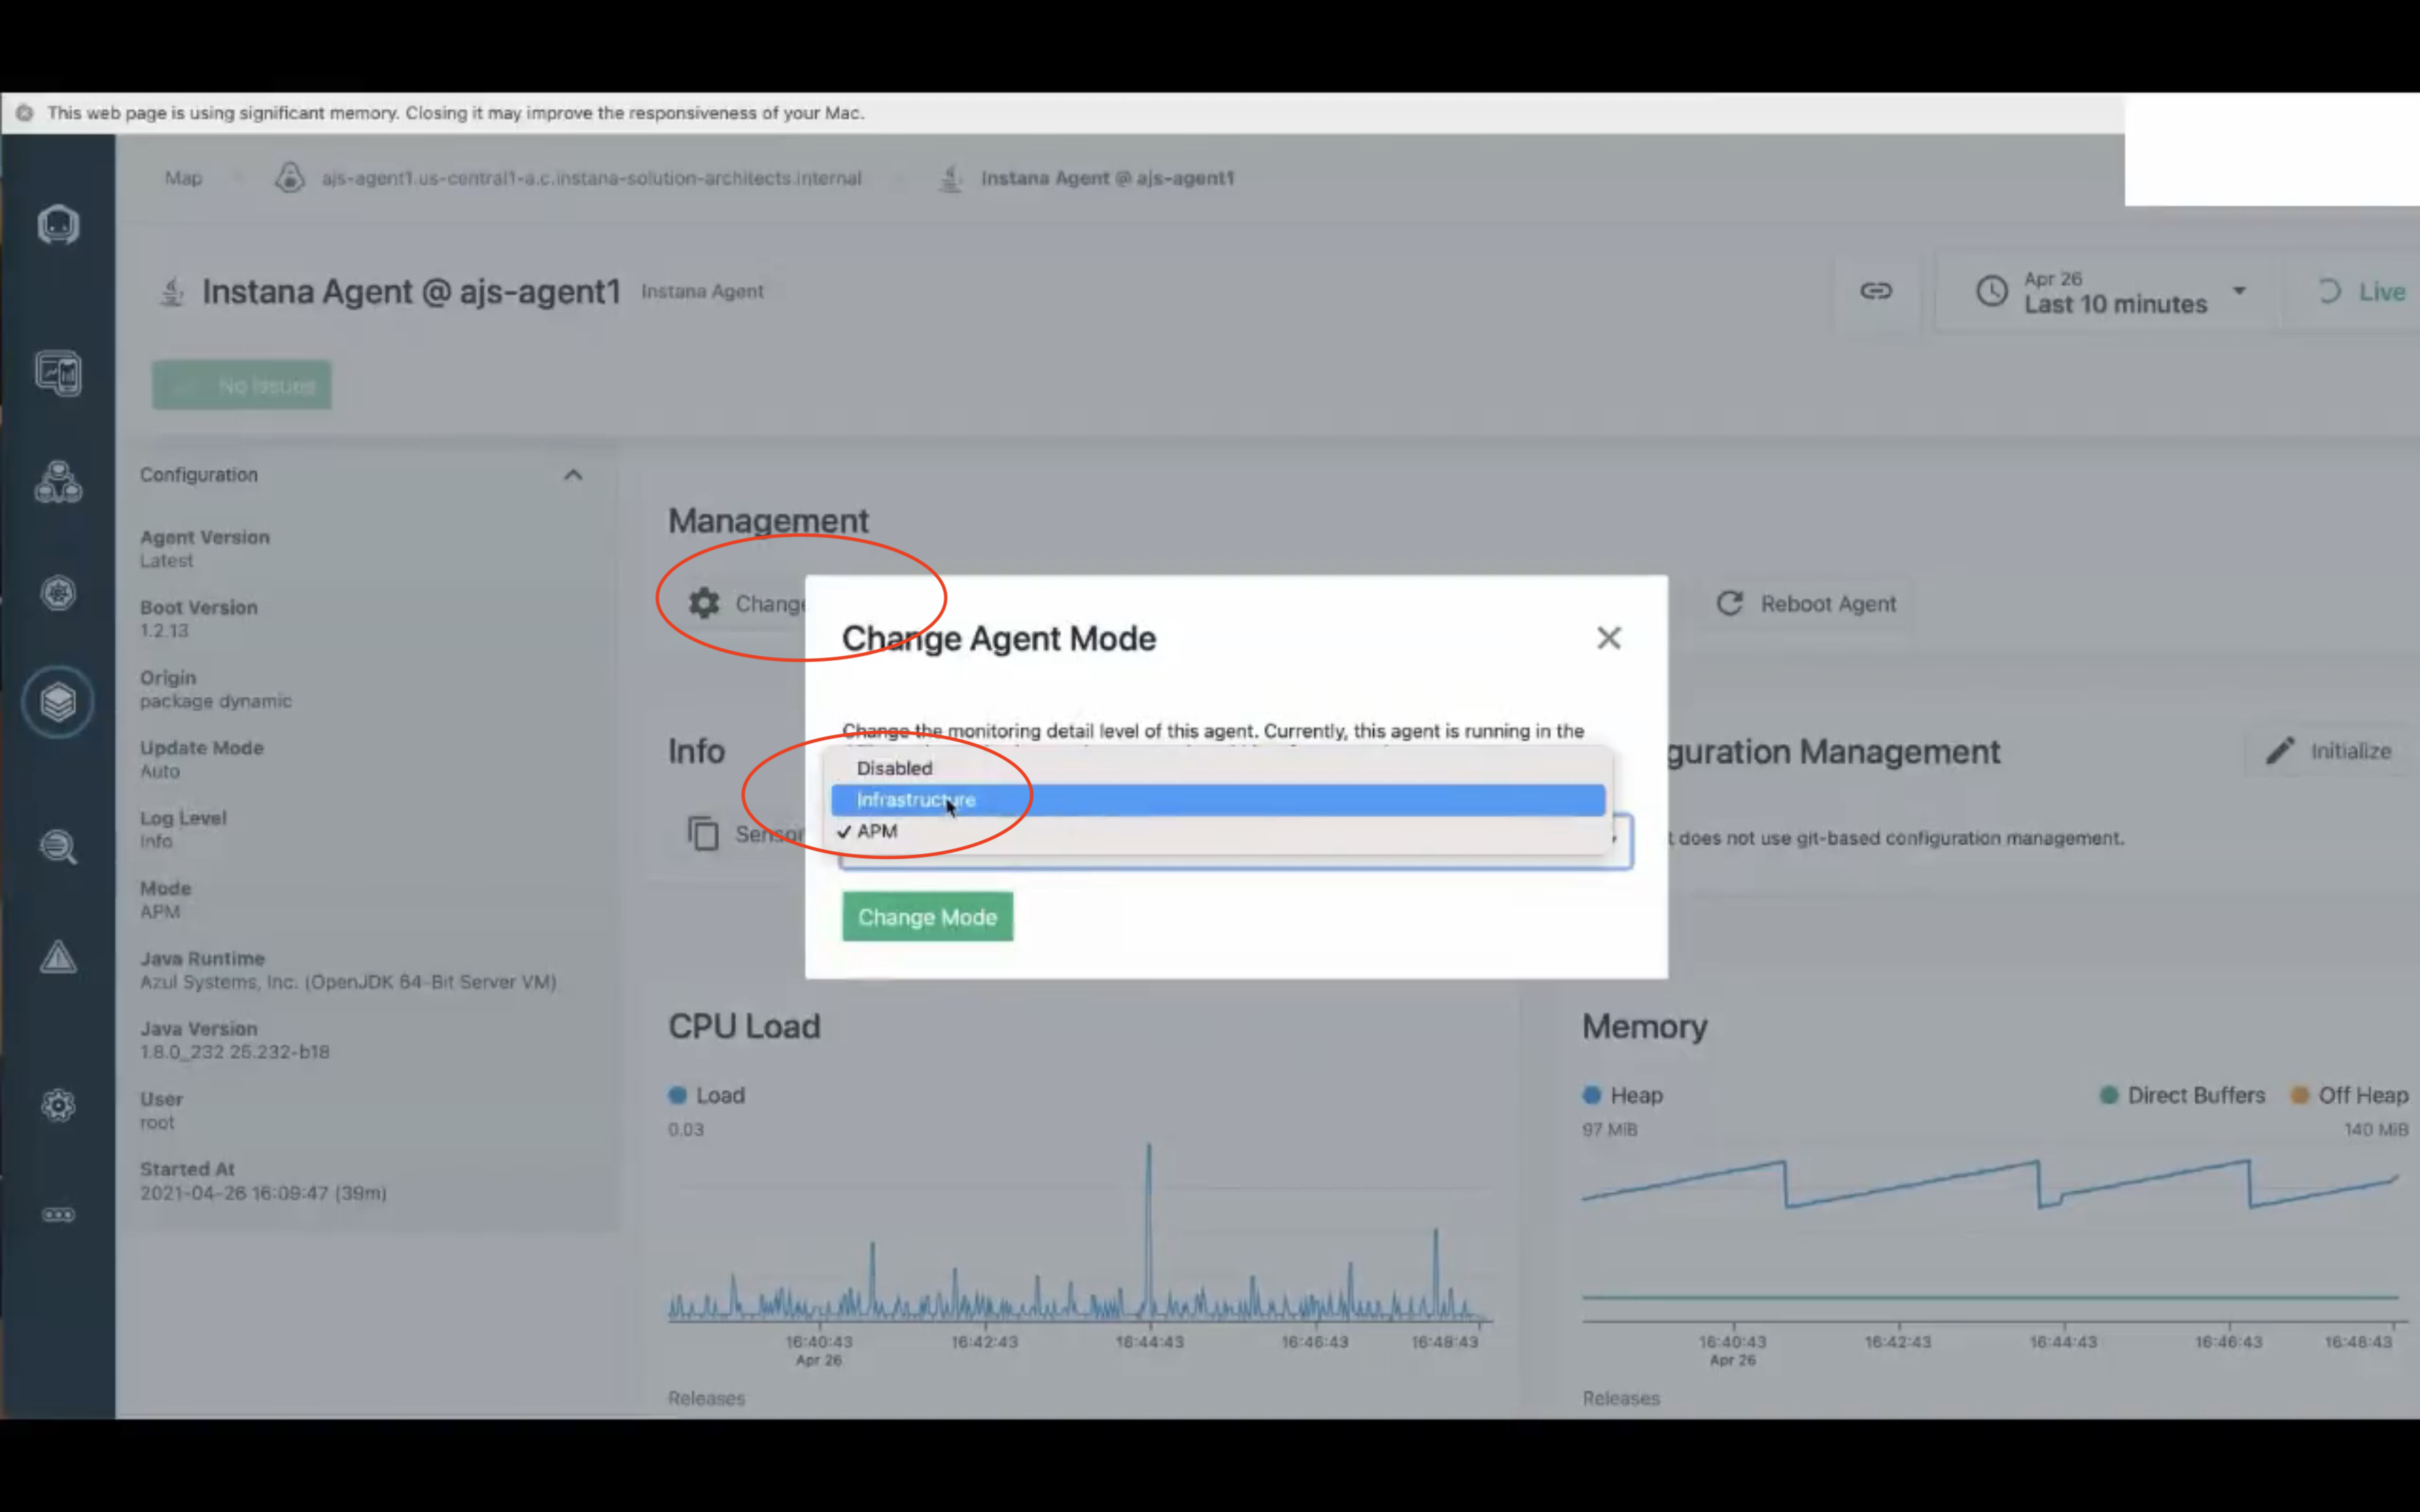 This web page is using significant memory. Closing it may improve the responsiveness of your Mac.
Map
ajs-agent1.us-central1-a.c.instana-solution-architects.internal
Instana Agent @ ajs-agent1
Instana Agent @ ajs-agent1 Instana Agent
Apr 26
Last 10 minutes
Live
No Issues
Configuration
Agent Version
Latest
Boot Version
1.2.13
Origin
package dynamic
Update Mode
Auto
Log Level
Info
Mode
APM
Java Runtime
Azul Systems, Inc. (OpenJDK 64-Bit Server VM)
Java Version
1.8.0_232 25.232-b18
User
root
Started At
2021-04-26 16:09:47 (39m)
Management
Change
Reboot Agent
Change Agent Mode
Change the monitoring detail level of this agent. Currently, this agent is running in the
Disabled
Infrastructure
✓ APM
Change Mode
Info
Sensor
guration Management
Initialize
t does not use git-based configuration management.
CPU Load
Load
0.03
16:40:43
Apr 26
16:42:43
16:44:43
16:46:43
16:48:43
Releases
Memory
Heap
Direct Buffers
Off Heap
97 MiB
140 MiB
16:40:43
Apr 26
16:42:43
16:44:43
16:46:43
16:48:43
Releases